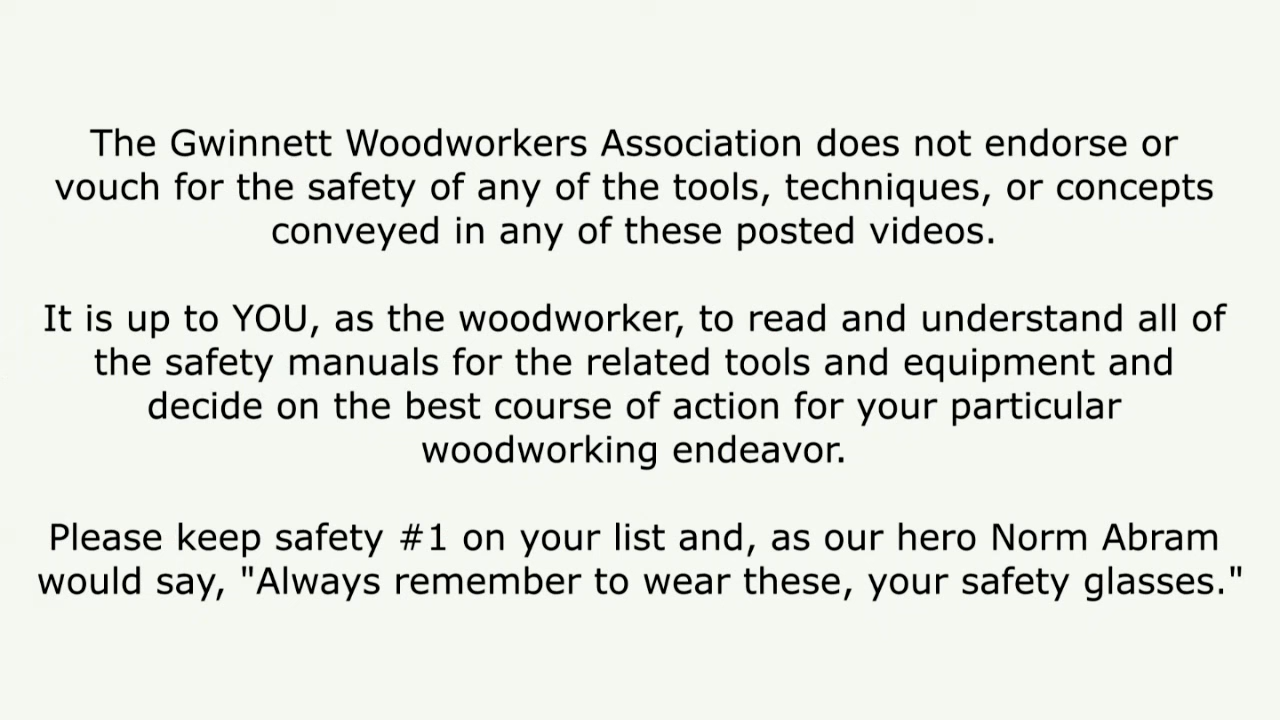 The Gwinnett Woodworkers Association does not endorse or
vouch for the safety of any of the tools, techniques, or concepts
conveyed in any of these posted videos.
It is up to YOU, as the woodworker, to read and understand all of
the safety manuals for the related tools and equipment and
decide on the best course of action for your particular
woodworking endeavor.
Please keep safety #1 on your list and, as our hero Norm Abram
would say, "Always remember to wear these, your safety glasses."